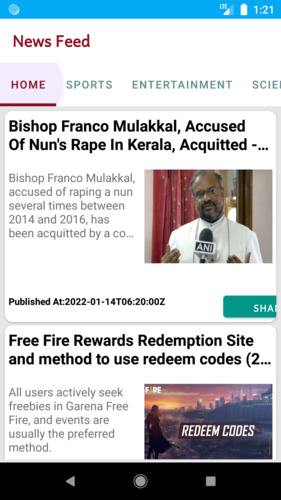 LTE 1:21
News Feed
HOME SPORTS ENTERTAINMENT SCIE
Bishop Franco Mulakkal, Accused
Of Nun's Rape In Kerala, Acquitted -...
Bishop Franco Mulakkal,
accused of raping a nun
several times between
2014 and 2016, has
been acquitted by a co...
ANI
Published At:2022-01-14T06:20:00Z
SHAR
Free Fire Rewards Redemption Site
and method to use redeem codes (2...
All users actively seek
freebies in Garena Free
Fire, and events are
usually the preferred
method.
FIRE
REDEEM CODES